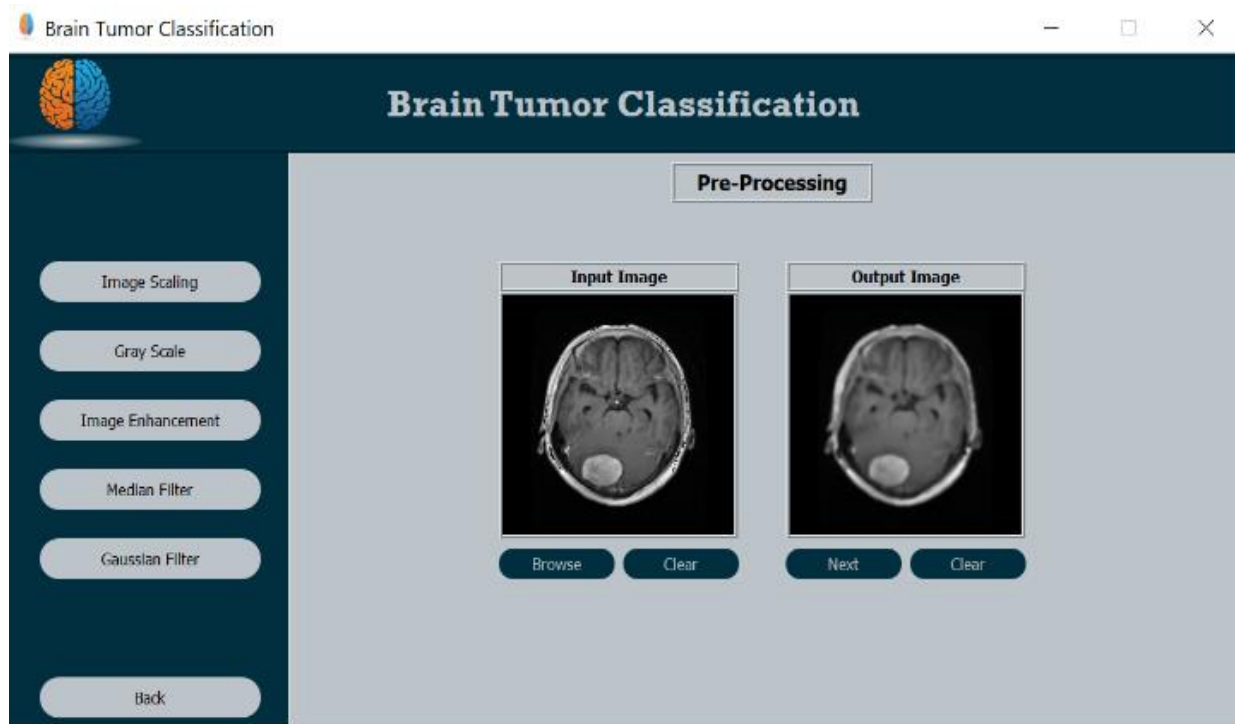 Brain Tumor Classification
Brain Tumor Classification
Pre-Processing
Image Scaling
Gray Scale
Image Enhancement
Median Filter
Gaussian Filter
Back
Input Image
Output Image
Browse
Clear
Next
Clear